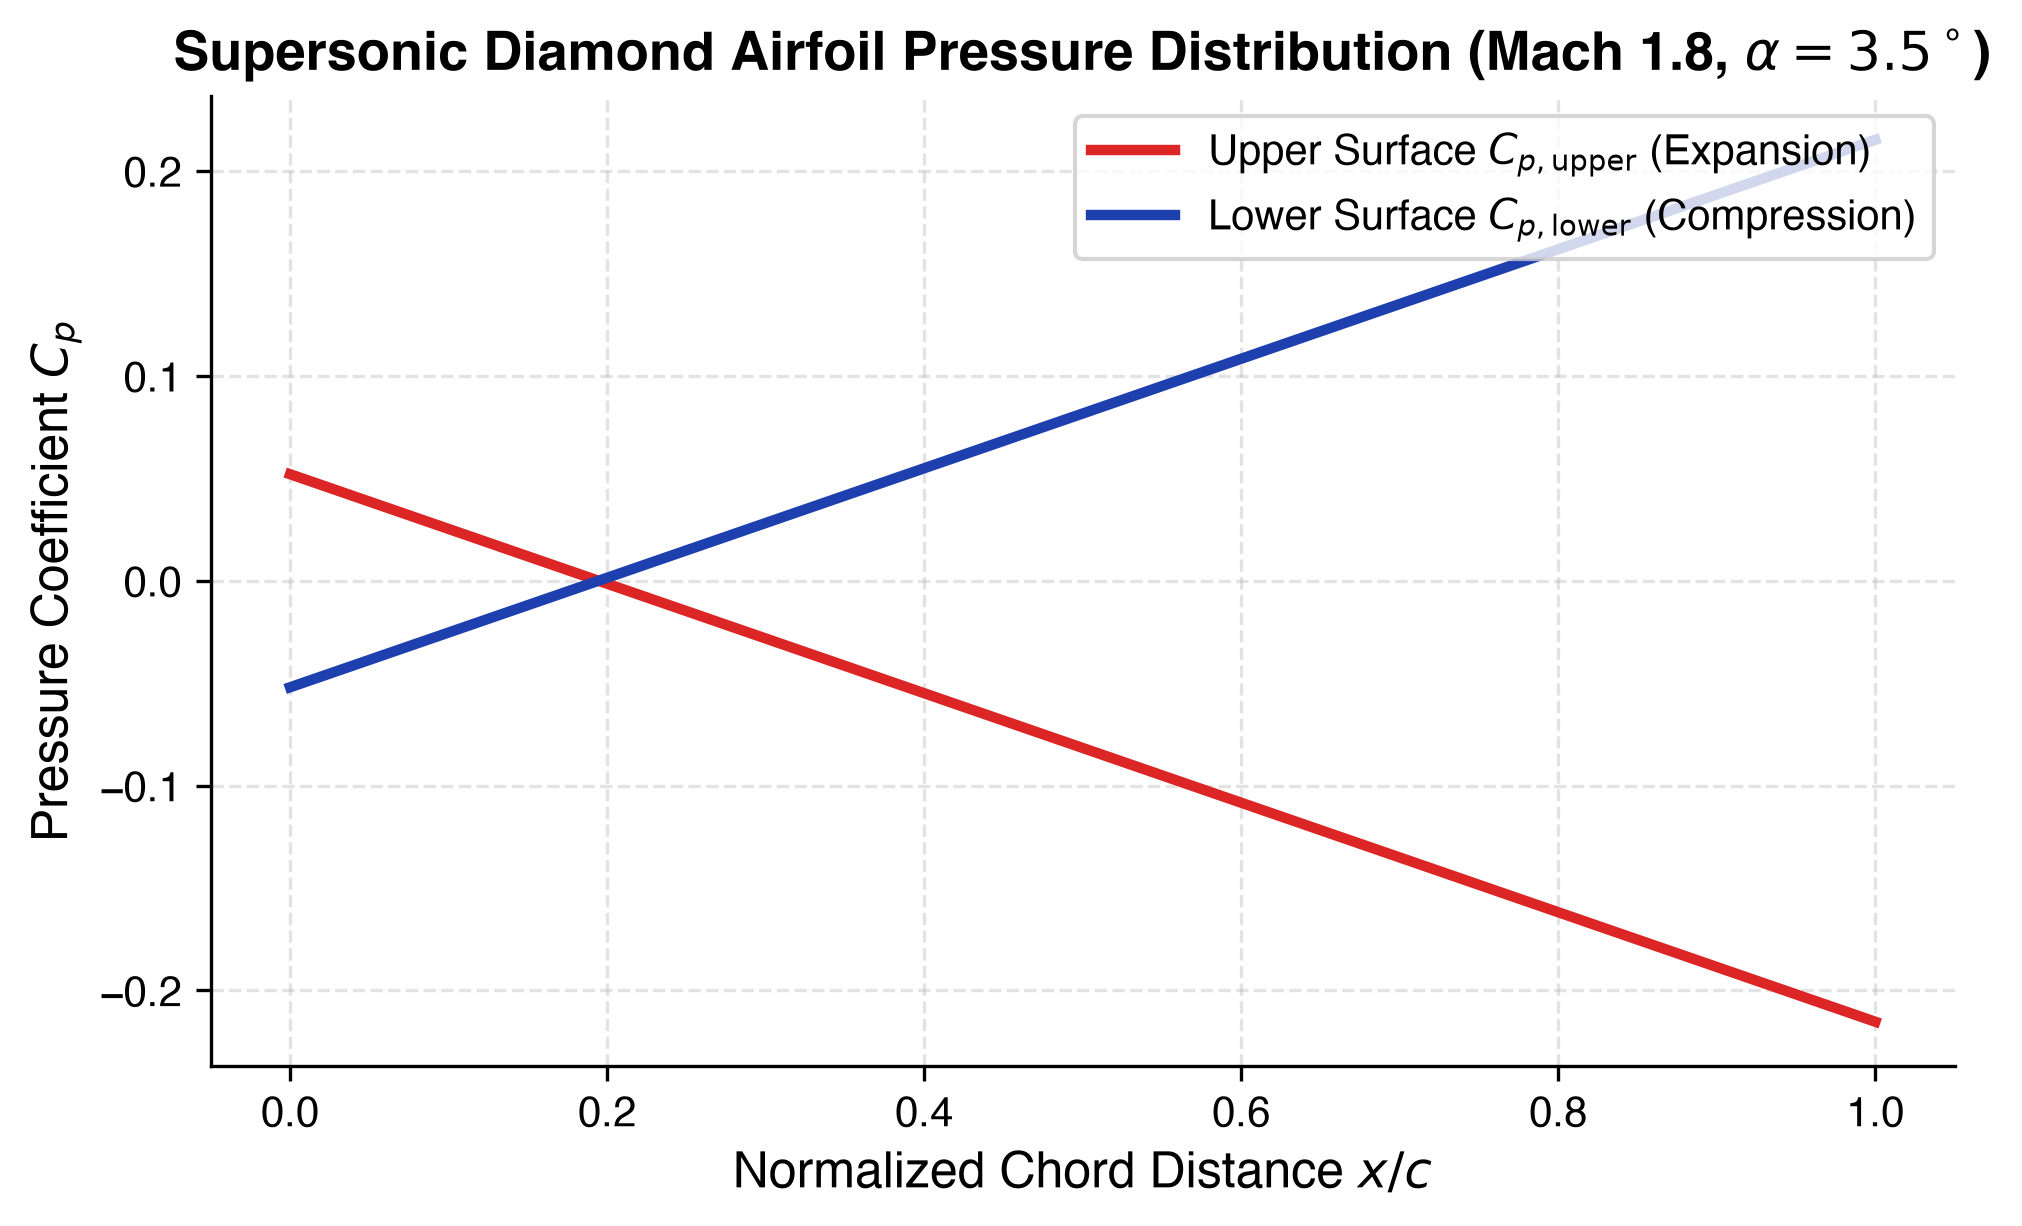 Supersonic Diamond Airfoil Pressure Distribution (Mach 1.8, α = 3.5°)
Upper Surface C_{p, upper} (Expansion)
Lower Surface C_{p, lower} (Compression)
Pressure Coefficient C_p
0.2
0.1
0.0
−0.1
−0.2
0.0 0.2 0.4 0.6 0.8 1.0
Normalized Chord Distance x/c